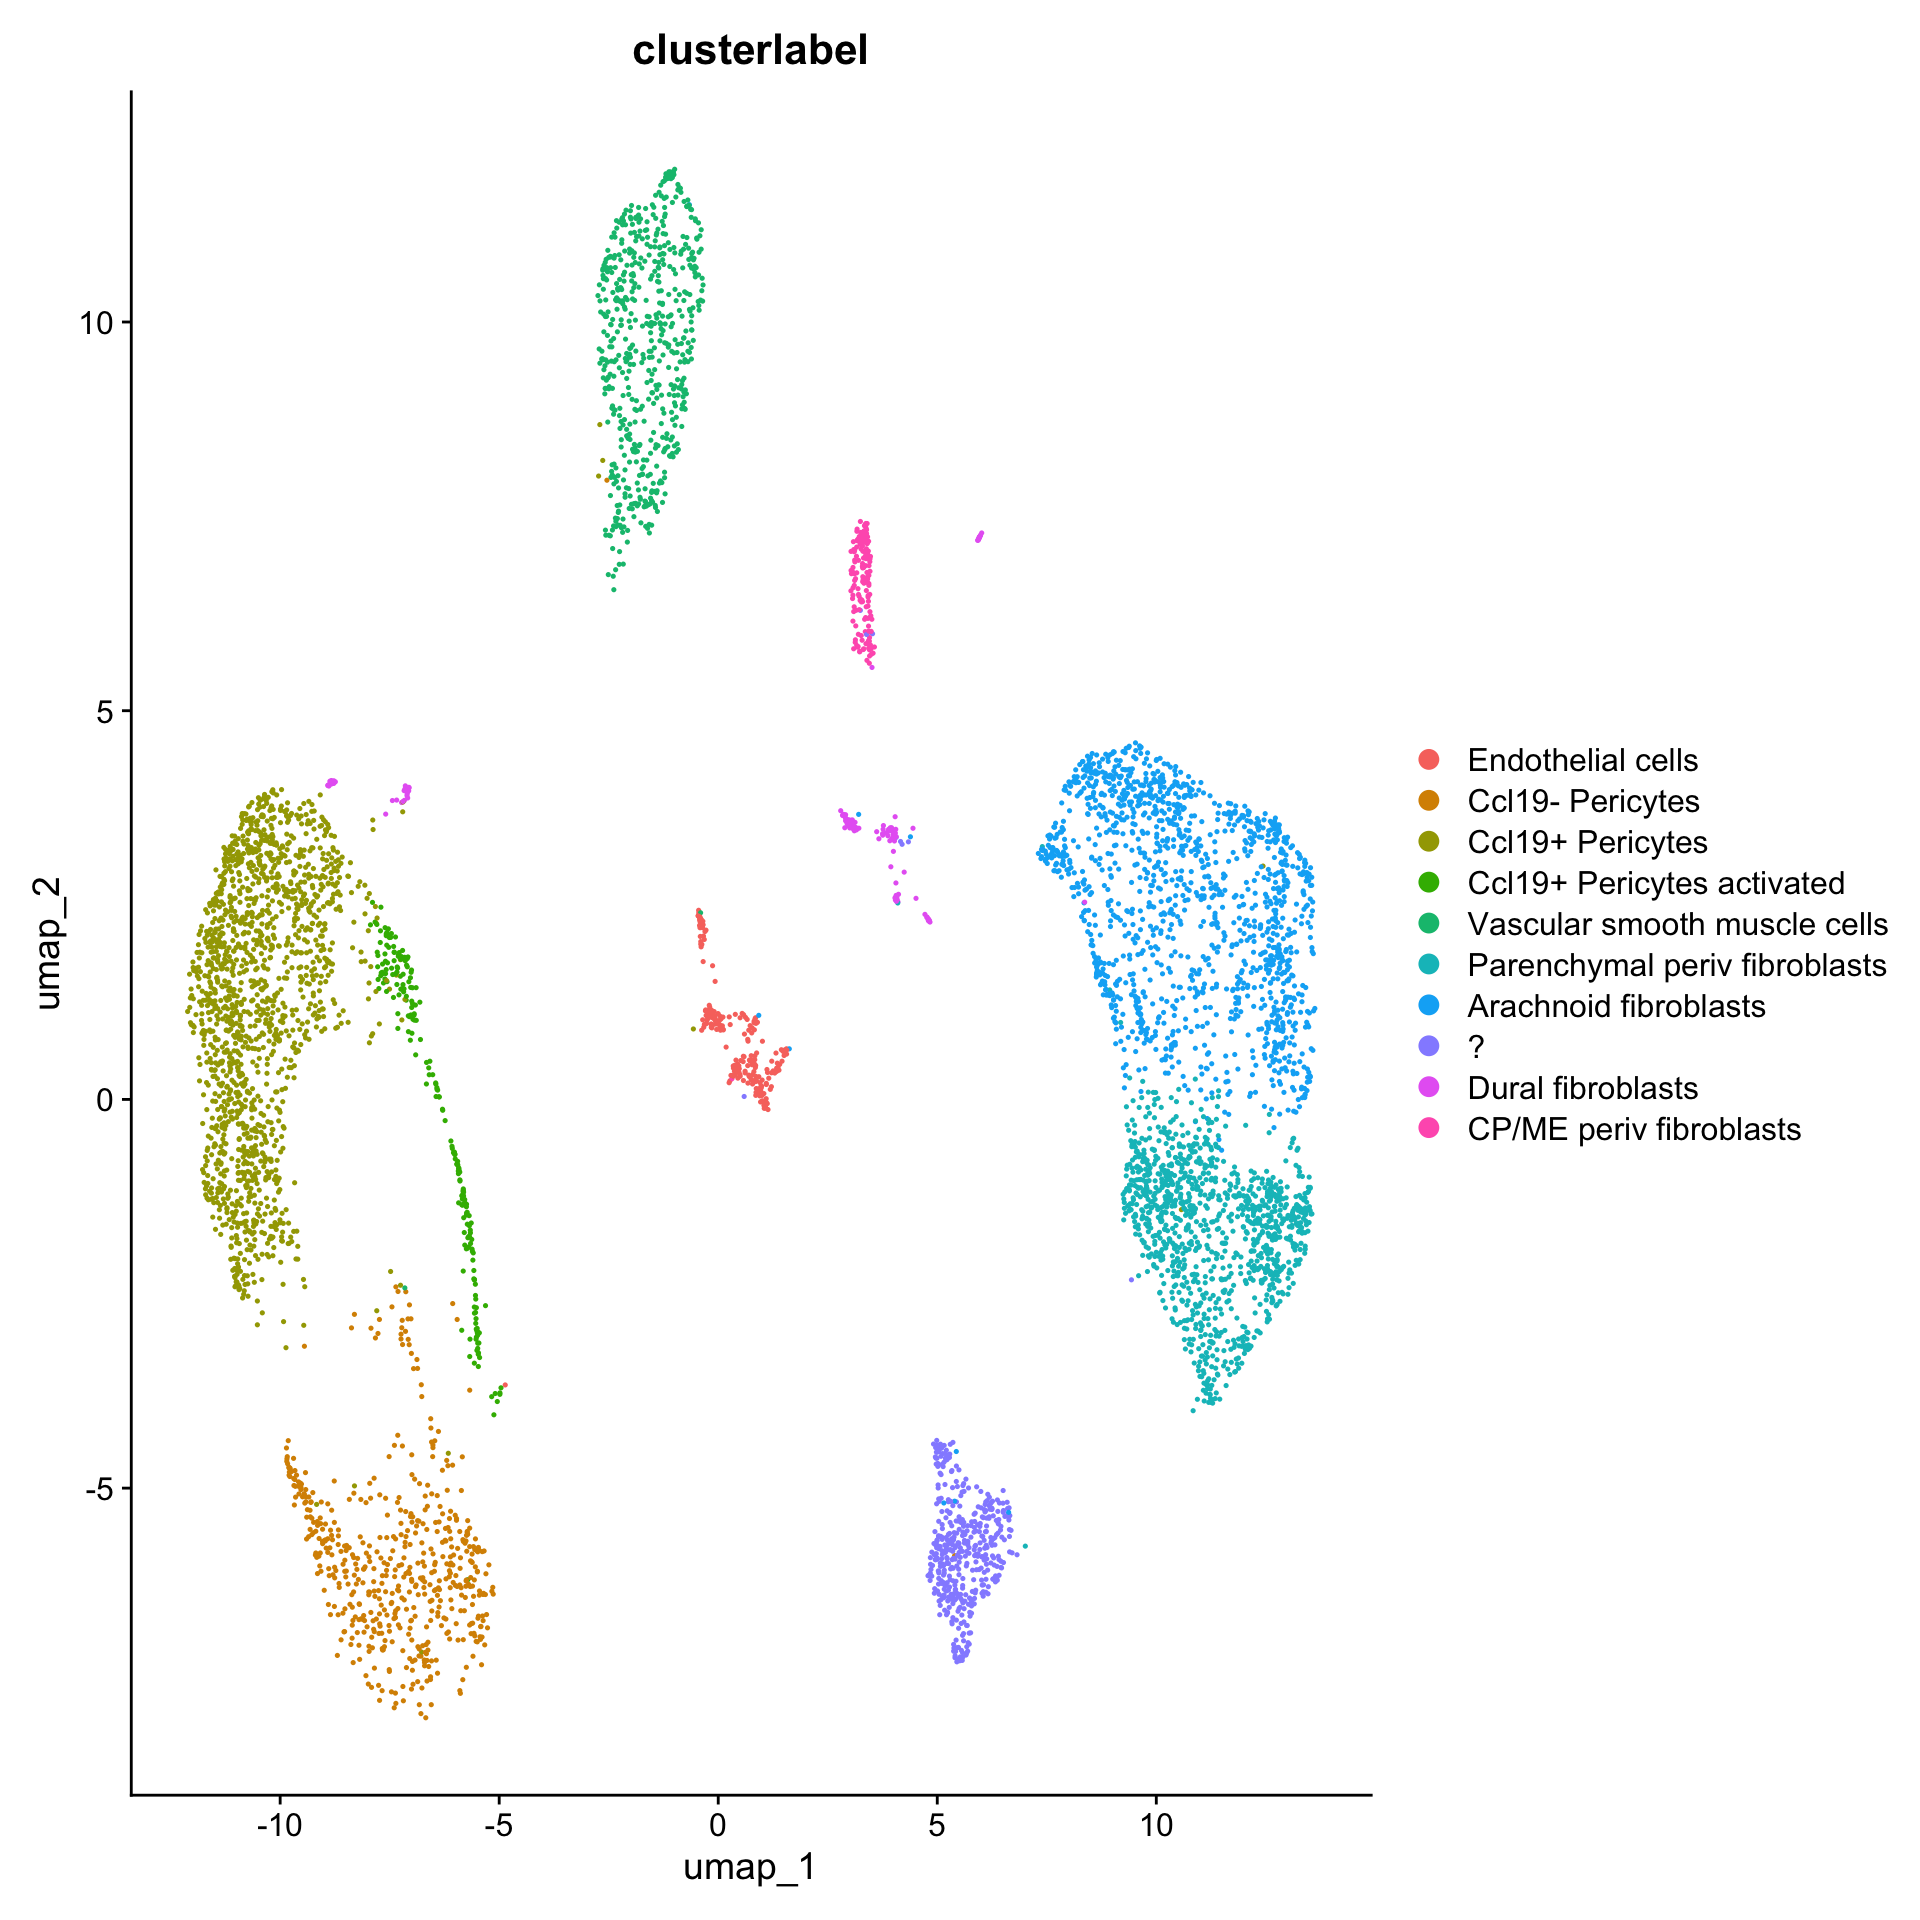 clusterlabel
10
5
0
-5
umap_2
-10 -5 0 5 10
umap_1
Endothelial cells
Ccl19- Pericytes
Ccl19+ Pericytes
Ccl19+ Pericytes activated
Vascular smooth muscle cells
Parenchymal periv fibroblasts
Arachnoid fibroblasts
?
Dural fibroblasts
CP/ME periv fibroblasts